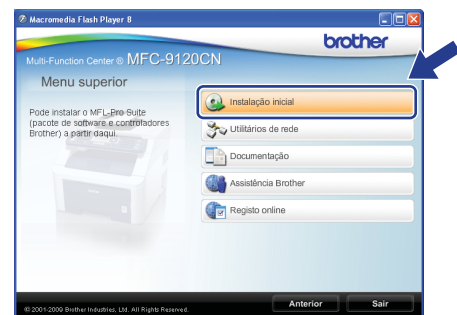 Macromedia Flash Player 8
brother
Multi-Function Center ® MFC-9120CN
Menu superior
Pode instalar o MFL-Pro Suite
(pacote de software e controladores
Brother) a partir daqui.
Instalação inicial
Utilitários de rede
Documentação
Assistência Brother
Registo online
© 2001-2009 Brother Industries, Ltd. All Rights Reserved.
Anterior
Sair